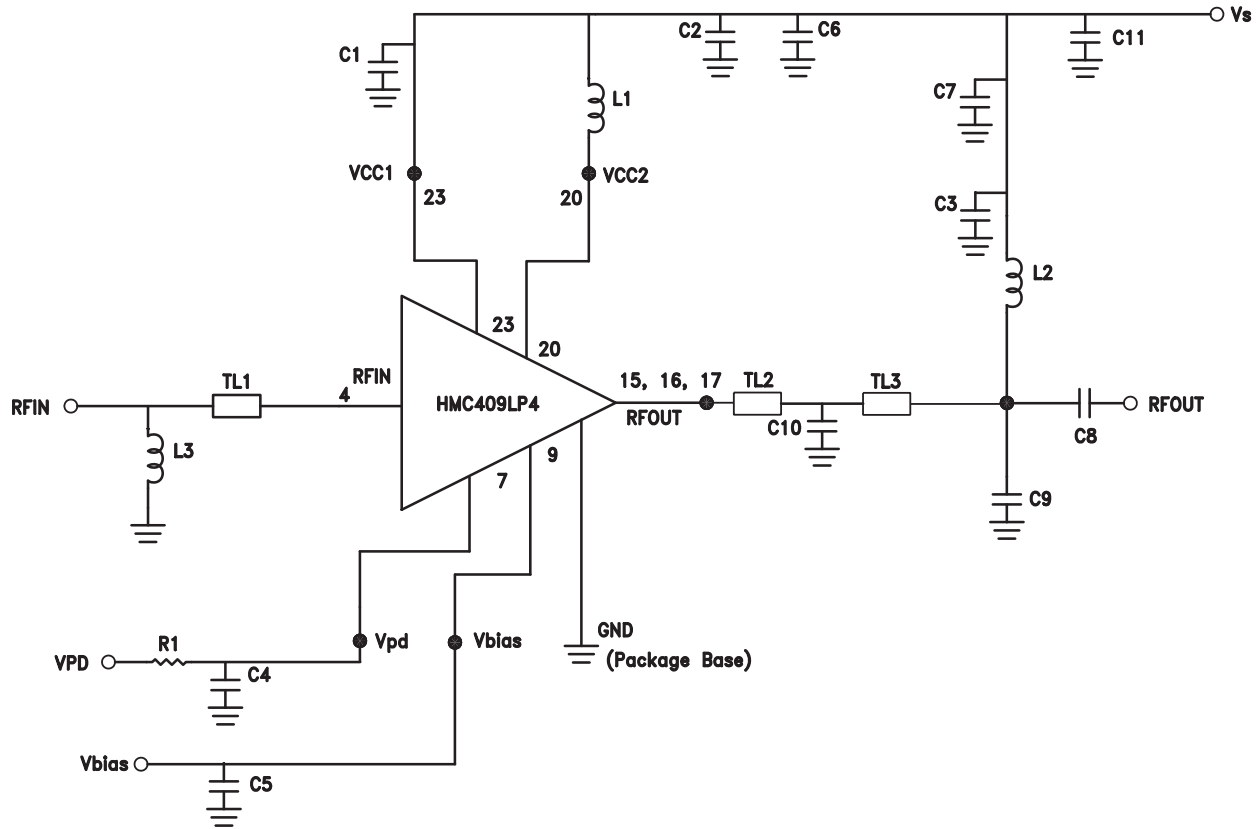 Vs
C1
C2
C6
C11
C7
L1
VCC1
23
VCC2
20
C3
L2
23
20
RFIN
TL1
RFIN
4
HMC409LP4
15, 16, 17
RFOUT
TL2
C10
TL3
C8
RFOUT
L3
7
9
C9
VPD
R1
C4
Vpd
Vbias
GND
(Package Base)
Vbias
C5